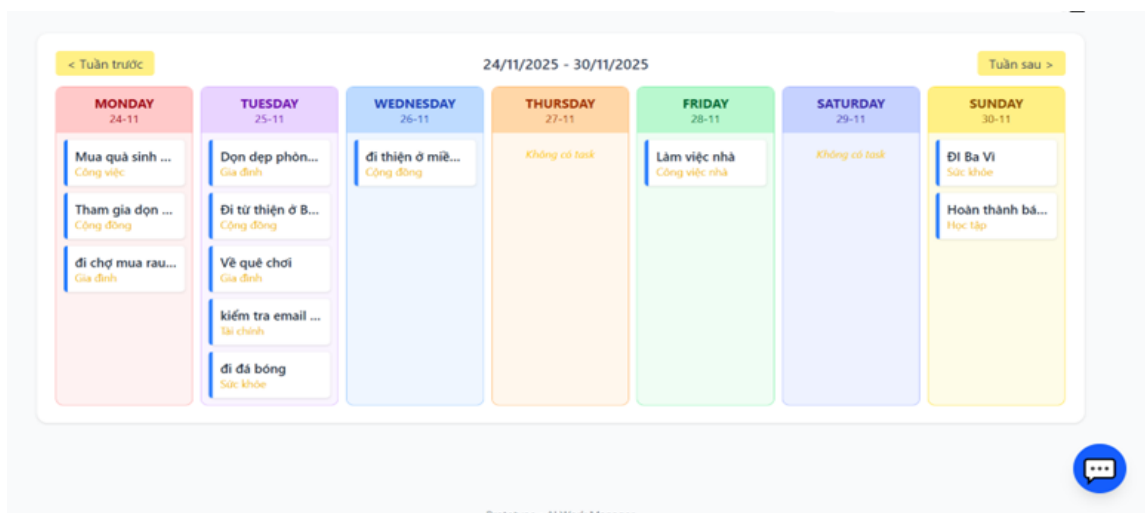 < Tuần trước
24/11/2025 - 30/11/2025
Tuần sau >
MONDAY
24-11
Mua quà sinh ...
Công việc
Tham gia dọn ...
Cộng đồng
đi chợ mua rau...
Gia đình
TUESDAY
25-11
Dọn dẹp phòn...
Gia đình
Đi từ thiện ở B...
Cộng đồng
Về quê chơi
Gia đình
kiểm tra email ...
Tài chính
đi đá bóng
Sức khỏe
WEDNESDAY
26-11
đi thiện ở miề...
Cộng đồng
THURSDAY
27-11
Không có task
FRIDAY
28-11
Làm việc nhà
Công việc nhà
SATURDAY
29-11
Không có task
SUNDAY
30-11
ĐI Ba Vì
Sức khỏe
Hoàn thành bá...
Học tập